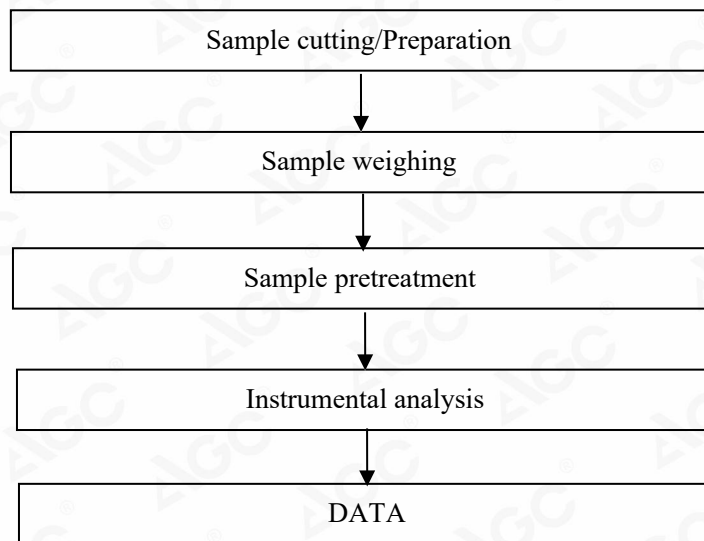 Sample cutting/Preparation
Sample weighing
Sample pretreatment
Instrumental analysis
DATA